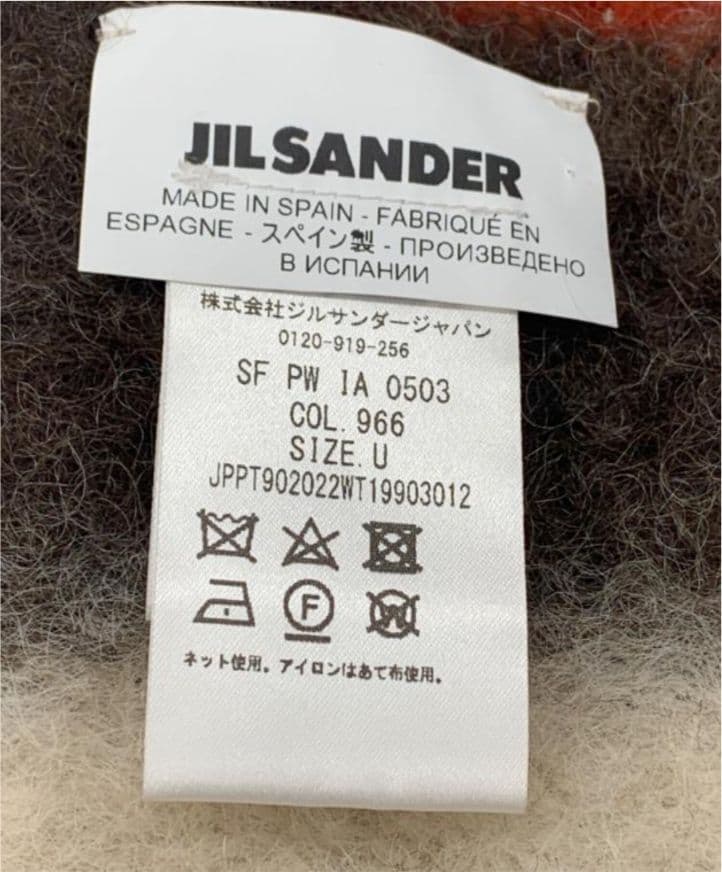 JIL SANDER
MADE IN SPAIN - FABRIQUÉ EN
ESPAGNE - スペイン製 - ПРОИЗВЕДЕНО
В ИСПАНИИ
株式会社ジルサンダージャパン
0120-919-256
SF PW IA 0503
COL. 966
SIZE. U
JPPT902022WT19903012
F W
ネット使用。アイロンはあて布使用。